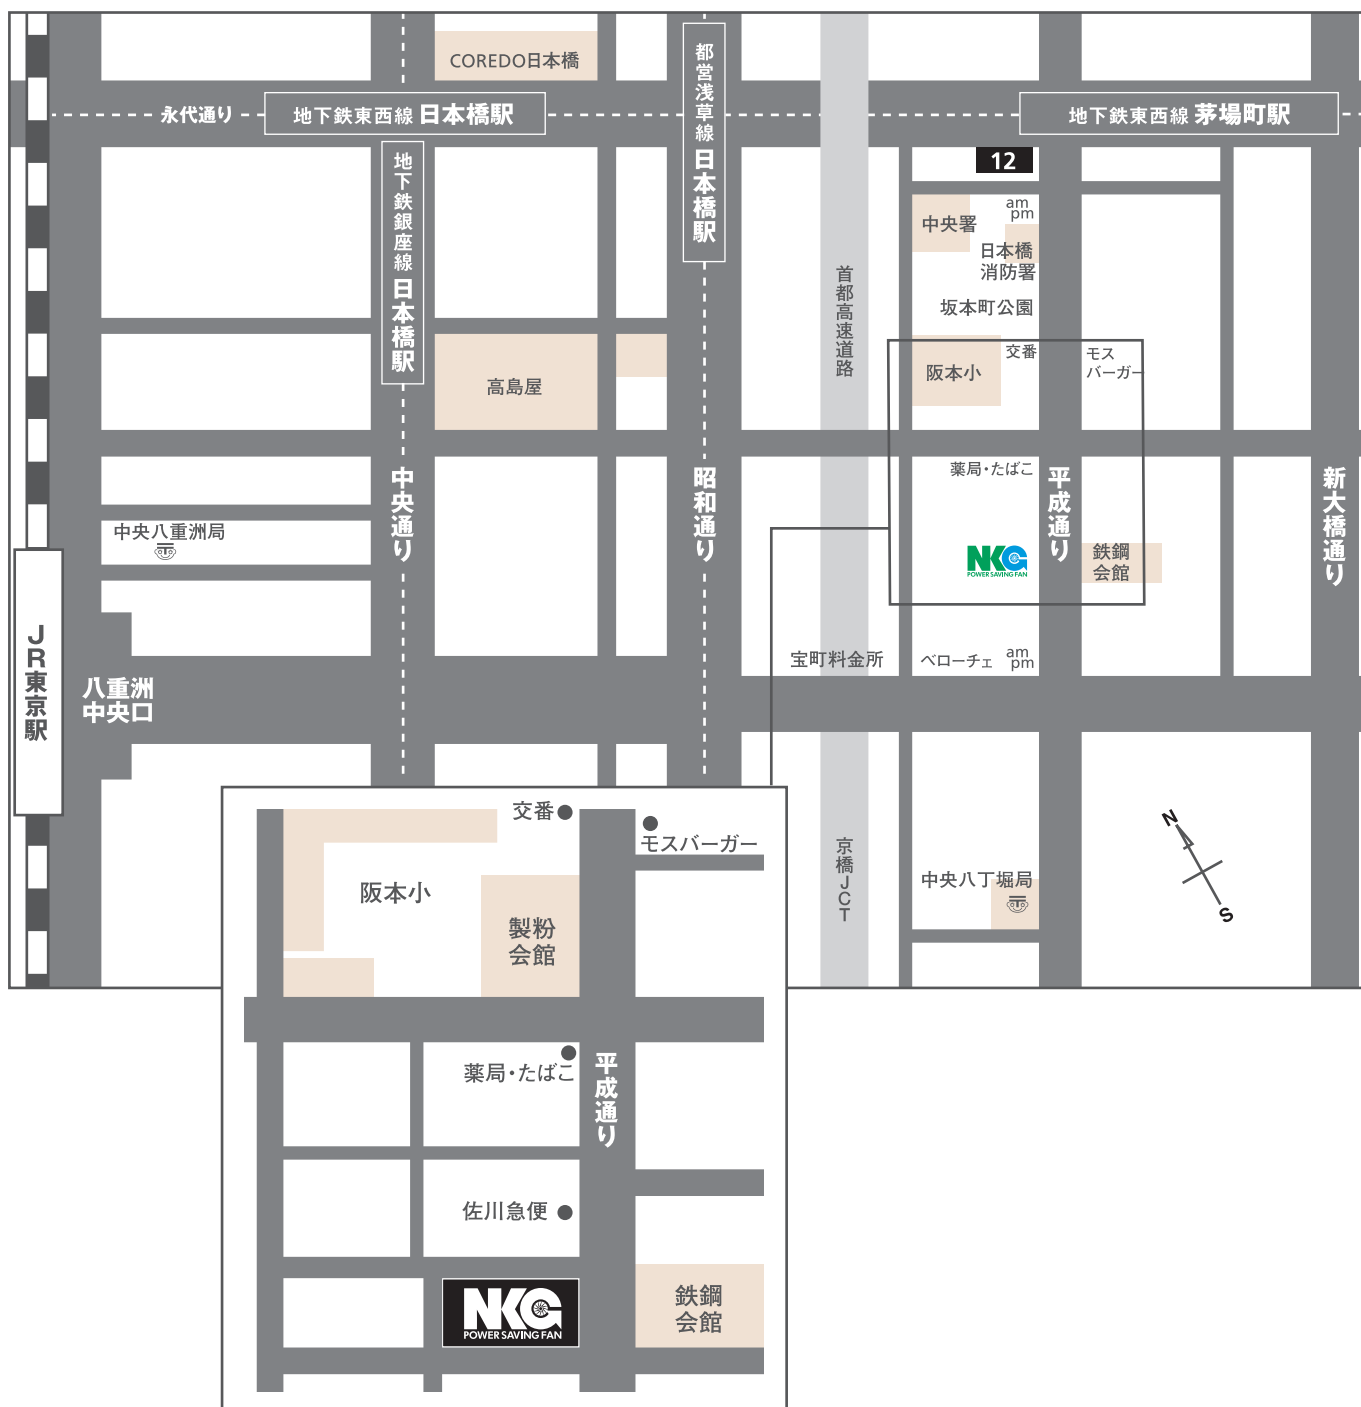 COREDO日本橋
永代通り
地下鉄東西線 日本橋駅
都営浅草線 日本橋駅
地下鉄東西線 茅場町駅
地下鉄銀座線 日本橋駅
12
中央署
am
pm
日本橋
消防署
首都高速道路
坂本町公園
阪本小
交番
モス
バーガー
高島屋
中央通り
昭和通り
薬局・たばこ
平成通り
新大橋通り
中央八重洲局
NKG
POWER SAVING FAN
鉄鋼
会館
JR東京駅
八重洲
中央口
宝町料金所
ベローチェ
am
pm
N
S
京橋JCT
中央八丁堀局
交番
モスバーガー
阪本小
製粉
会館
薬局・たばこ
平成通り
佐川急便
NKG
POWER SAVING FAN
鉄鋼
会館